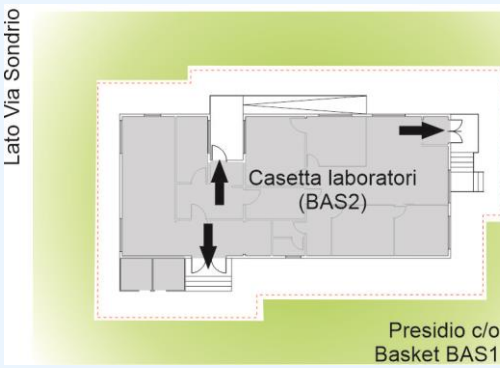 Lato Via Sondrio
Casetta laboratori
(BAS2)
Presidio c/o
Basket BAS1